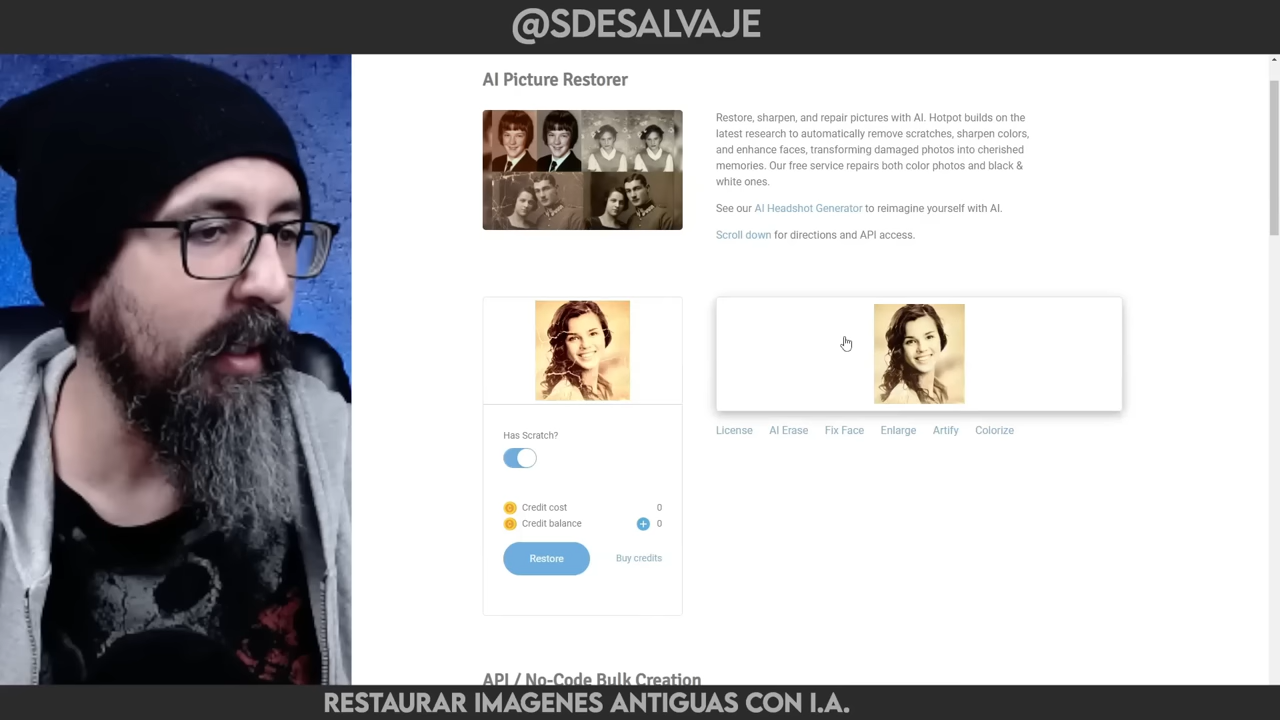 @SDESALVAJE
AI Picture Restorer
Restore, sharpen, and repair pictures with AI. Hotpot builds on the
latest research to automatically remove scratches, sharpen colors,
and enhance faces, transforming damaged photos into cherished
memories. Our free service repairs both color photos and black &
white ones.
See our AI Headshot Generator to reimagine yourself with AI.
Scroll down for directions and API access.
Has Scratch?
Credit cost 0
Credit balance 0
Restore Buy credits
License AI Erase Fix Face Enlarge Artify Colorize
API / No-Code Bulk Creation
RESTAURAR IMAGENES ANTIGUAS CON I.A.